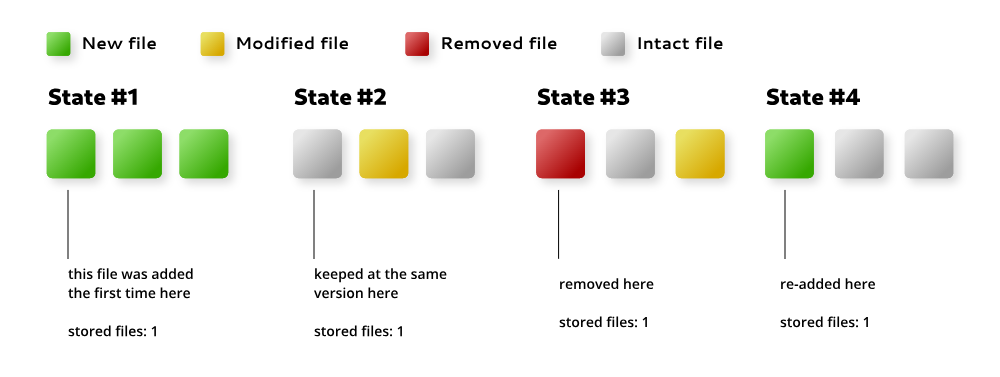 New file
Modified file
Removed file
Intact file
State #1
State #2
State #3
State #4
this file was added
the first time here
stored files: 1
keeped at the same
version here
stored files: 1
removed here
stored files: 1
re-added here
stored files: 1